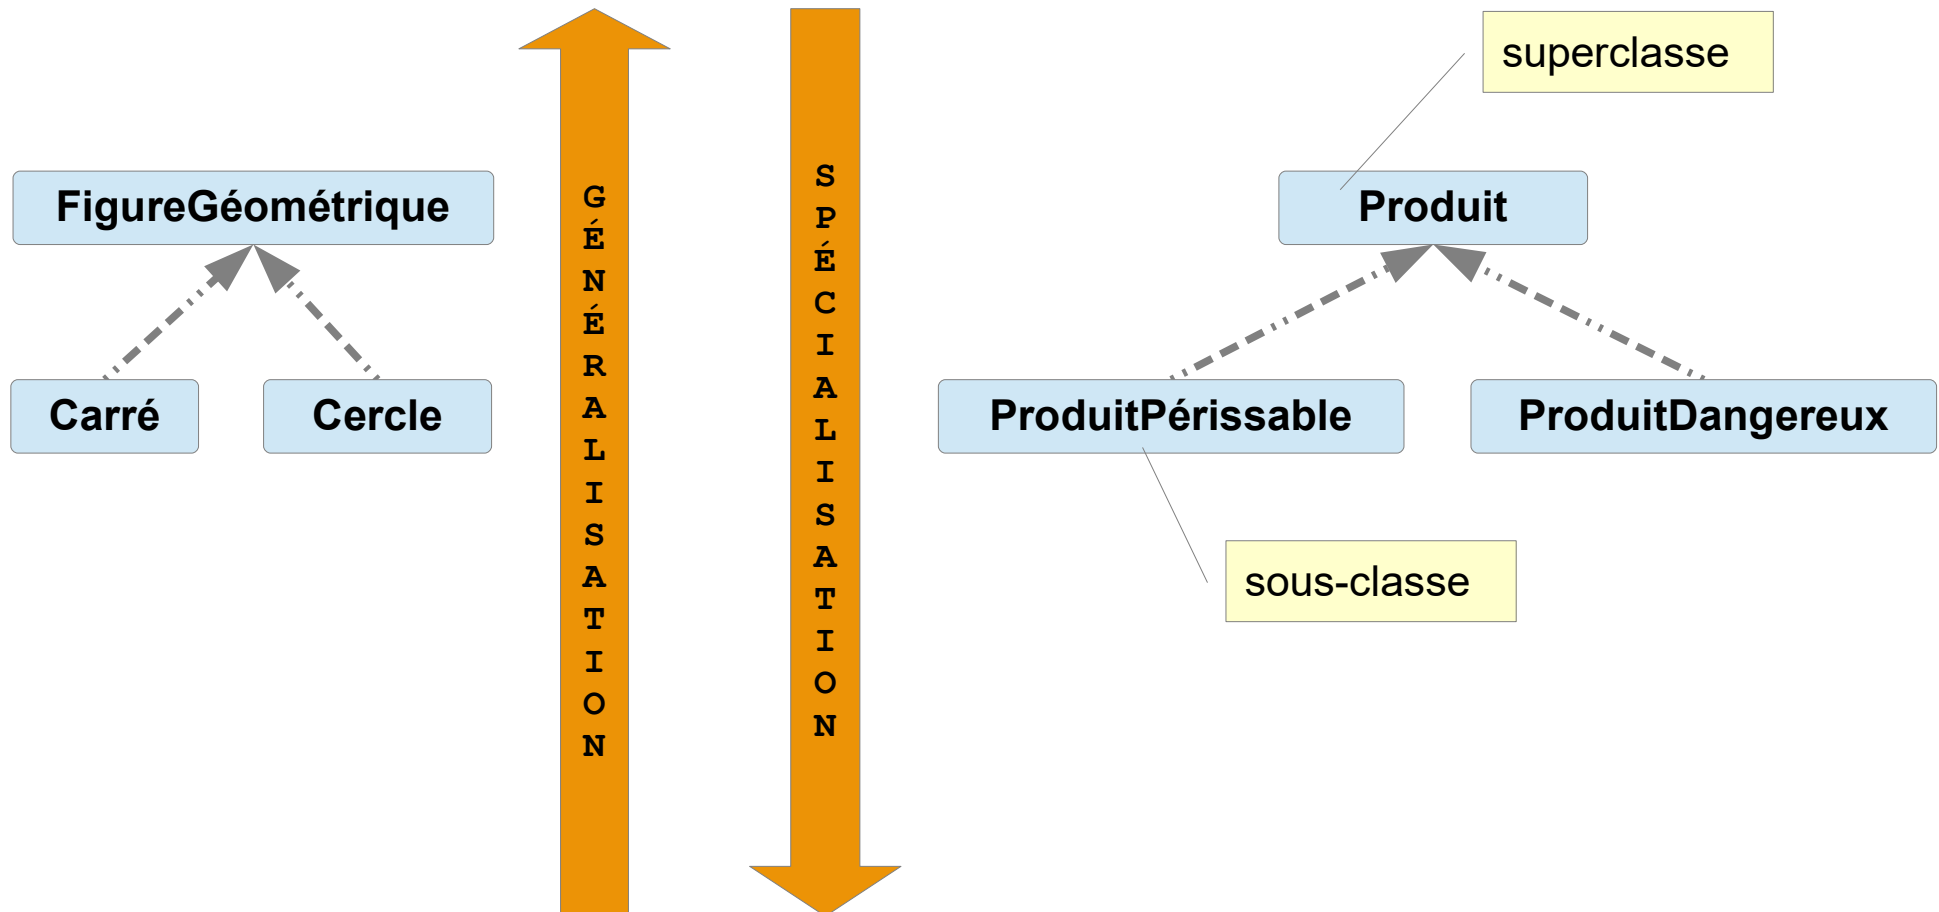 superclasse
FigureGéométrique
Produit
GÉNÉRALISATION
SPÉCIALISATION
Carré
Cercle
ProduitPérissable
ProduitDangereux
sous-classe